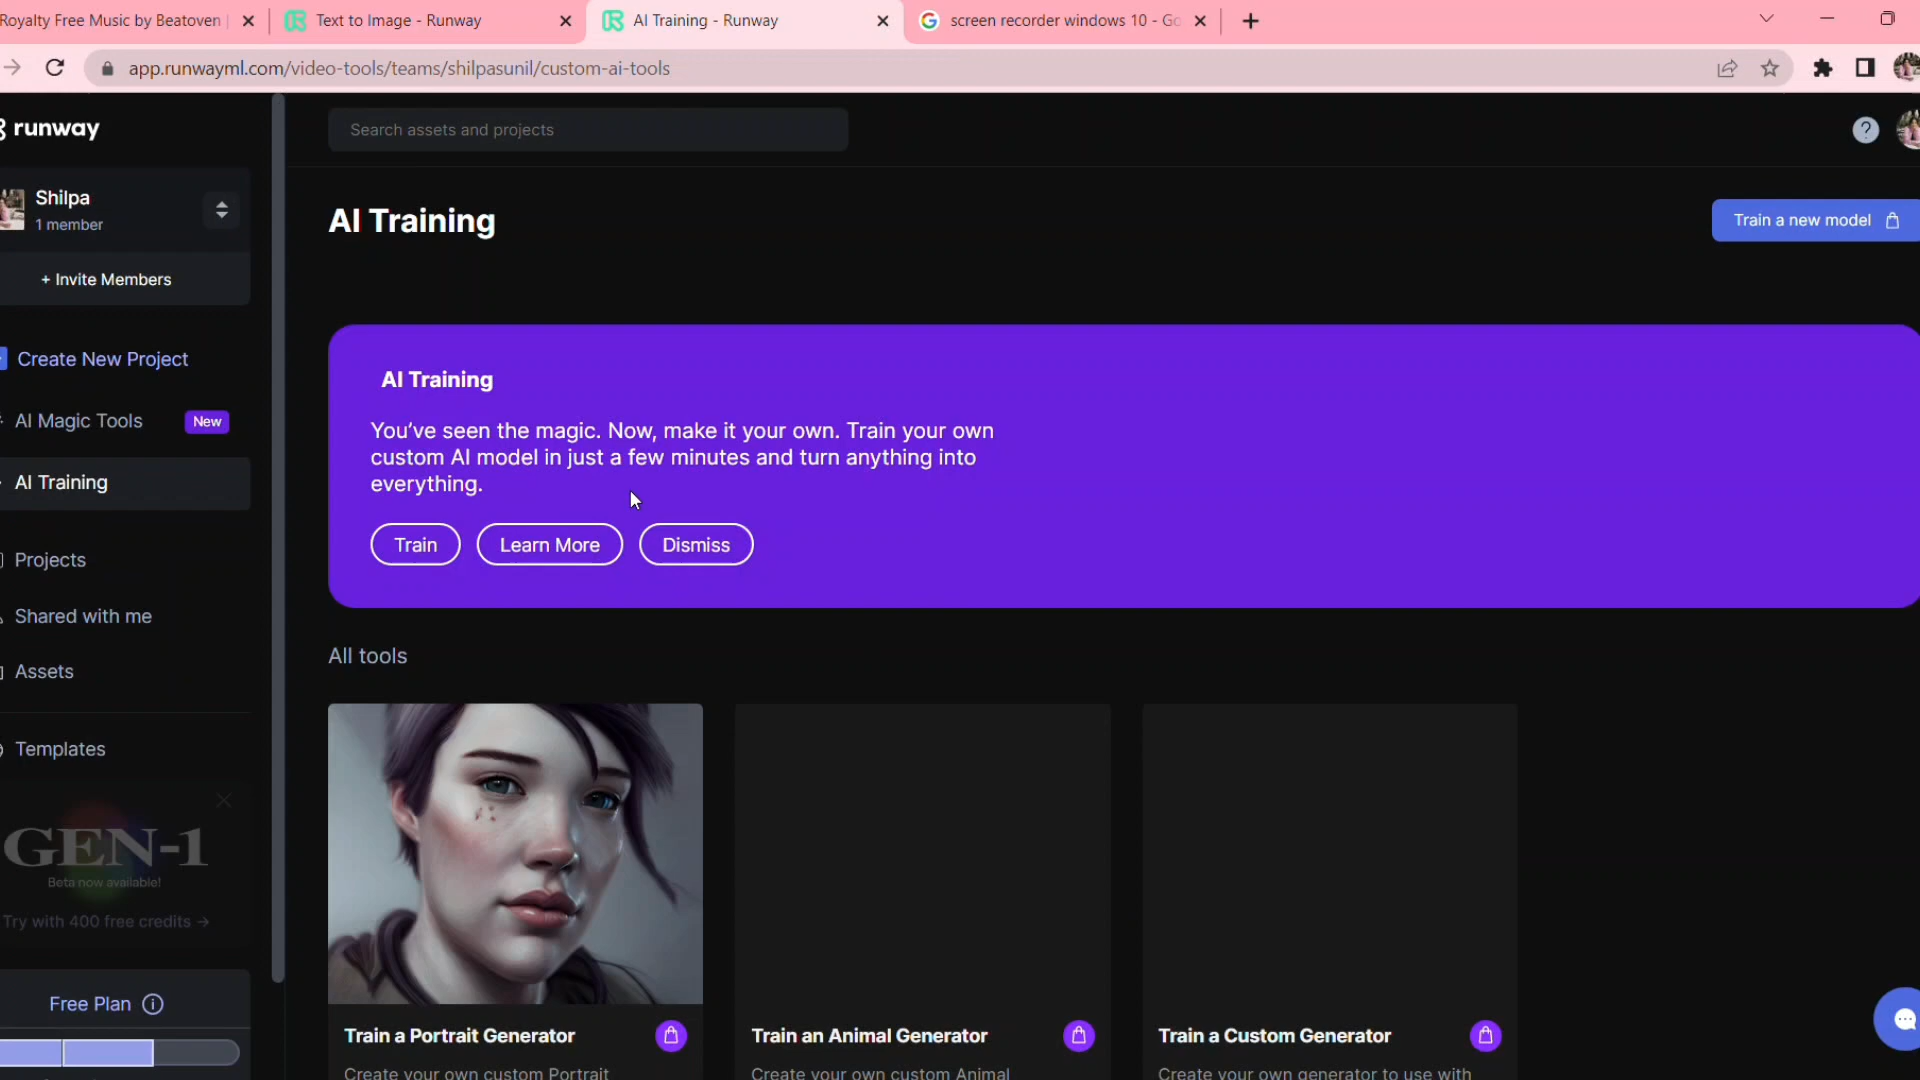 Royalty Free Music by Beatoven
Text to Image - Runway
AI Training - Runway
screen recorder windows 10 - Go
app.runwayml.com/video-tools/teams/shilpasunil/custom-ai-tools
runway
Search assets and projects
?
Shilpa
1 member
+ Invite Members
AI Training
Train a new model
Create New Project
AI Magic Tools
New
AI Training
Projects
Shared with me
Assets
Templates
GEN-1
Beta now available!
Try with 400 free credits →
Free Plan
AI Training
You've seen the magic. Now, make it your own. Train your own
custom AI model in just a few minutes and turn anything into
everything.
Train
Learn More
Dismiss
All tools
Train a Portrait Generator
Create your own custom Portrait
Train an Animal Generator
Create your own custom Animal
Train a Custom Generator
Create your own generator to use with